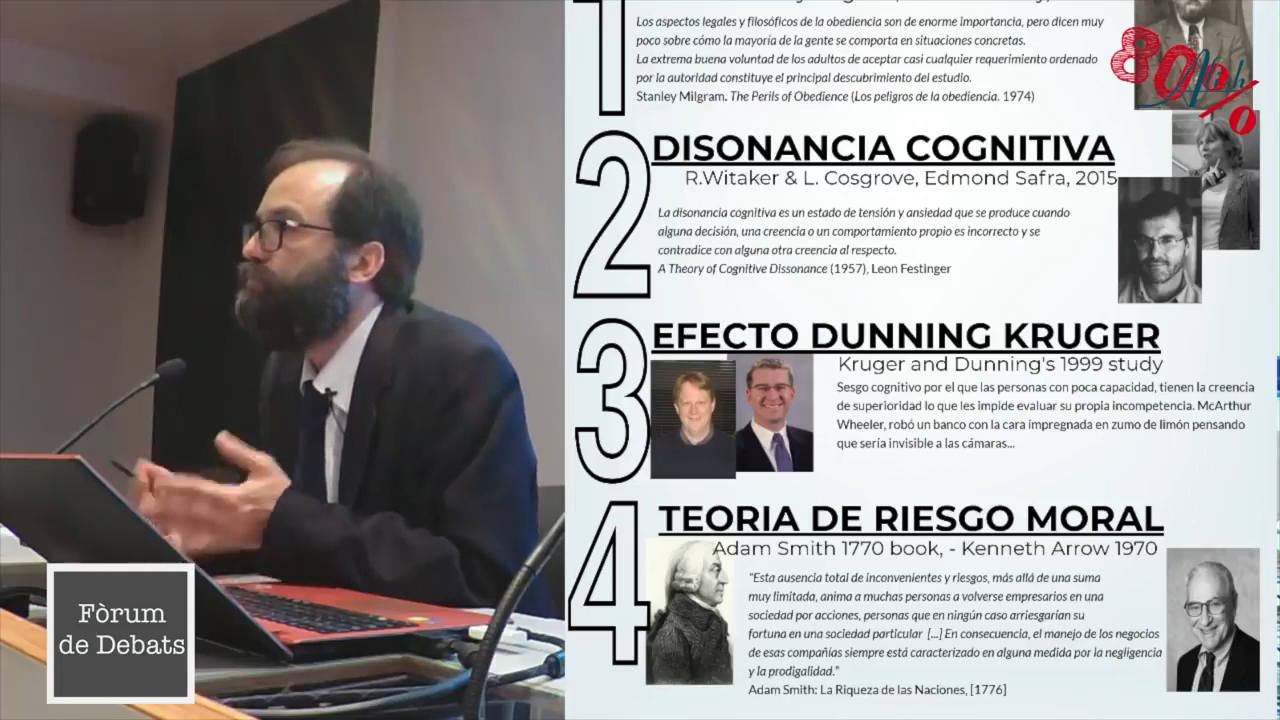 1
Los aspectos legales y filosóficos de la obediencia son de enorme importancia, pero dicen muy
poco sobre cómo la mayoría de la gente se comporta en situaciones concretas.
La extrema buena voluntad de los adultos de aceptar casi cualquier requerimiento ordenado
por la autoridad constituye el principal descubrimiento del estudio.
Stanley Milgram. The Perils of Obedience (Los peligros de la obediencia. 1974)
80%
2
DISONANCIA COGNITIVA
R.Witaker & L. Cosgrove, Edmond Safra, 2015
La disonancia cognitiva es un estado de tensión y ansiedad que se produce cuando
alguna decisión, una creencia o un comportamiento propio es incorrecto y se
contradice con alguna otra creencia al respecto.
A Theory of Cognitive Dissonance (1957), Leon Festinger
3
EFECTO DUNNING KRUGER
Kruger and Dunning's 1999 study
Sesgo cognitivo por el que las personas con poca capacidad, tienen la creencia
de superioridad lo que les impide evaluar su propia incompetencia. McArthur
Wheeler, robó un banco con la cara impregnada en zumo de limón pensando
que sería invisible a las cámaras...
4
TEORIA DE RIESGO MORAL
Adam Smith 1770 book, - Kenneth Arrow 1970
"Esta ausencia total de inconvenientes y riesgos, más allá de una suma
muy limitada, anima a muchas personas a volverse empresarios en una
sociedad por acciones, personas que en ningún caso arriesgarían su
fortuna en una sociedad particular [...] En consecuencia, el manejo de los negocios
de esas compañías siempre está caracterizado en alguna medida por la negligencia
y la prodigalidad."
Adam Smith: La Riqueza de las Naciones, [1776]
Fòrum
de Debats